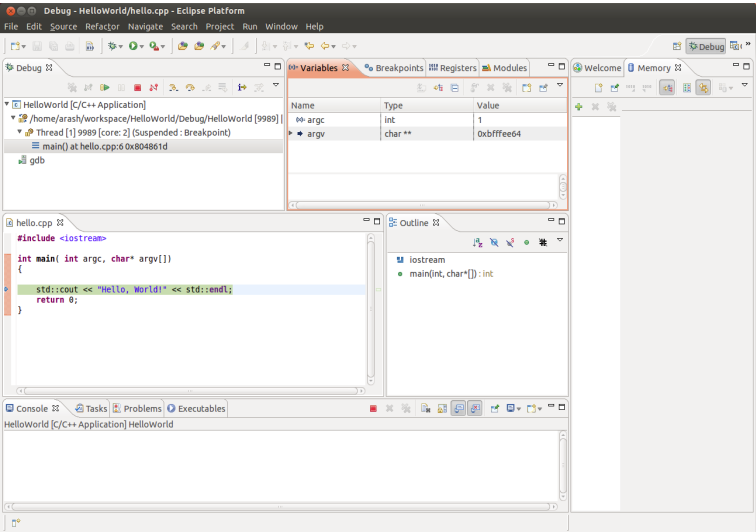 Debug - HelloWorld/hello.cpp - Eclipse Platform
File Edit Source Refactor Navigate Search Project Run Window Help
Debug
Debug
HelloWorld [C/C++ Application]
/home/arash/workspace/HelloWorld/Debug/HelloWorld [9989] [
Thread [1] 9989 [core: 2] (Suspended : Breakpoint)
main() at hello.cpp:6 0x804861d
gdb
Variables Breakpoints Registers Modules
Name Type Value
argc int 1
argv char ** 0xbfffee64
Welcome Memory
hello.cpp
#include <iostream>
int main( int argc, char* argv[])
{
std::cout << "Hello, World!" << std::endl;
return 0;
}
Outline
iostream
main(int, char*[]) : int
Console Tasks Problems Executables
HelloWorld [C/C++ Application] HelloWorld